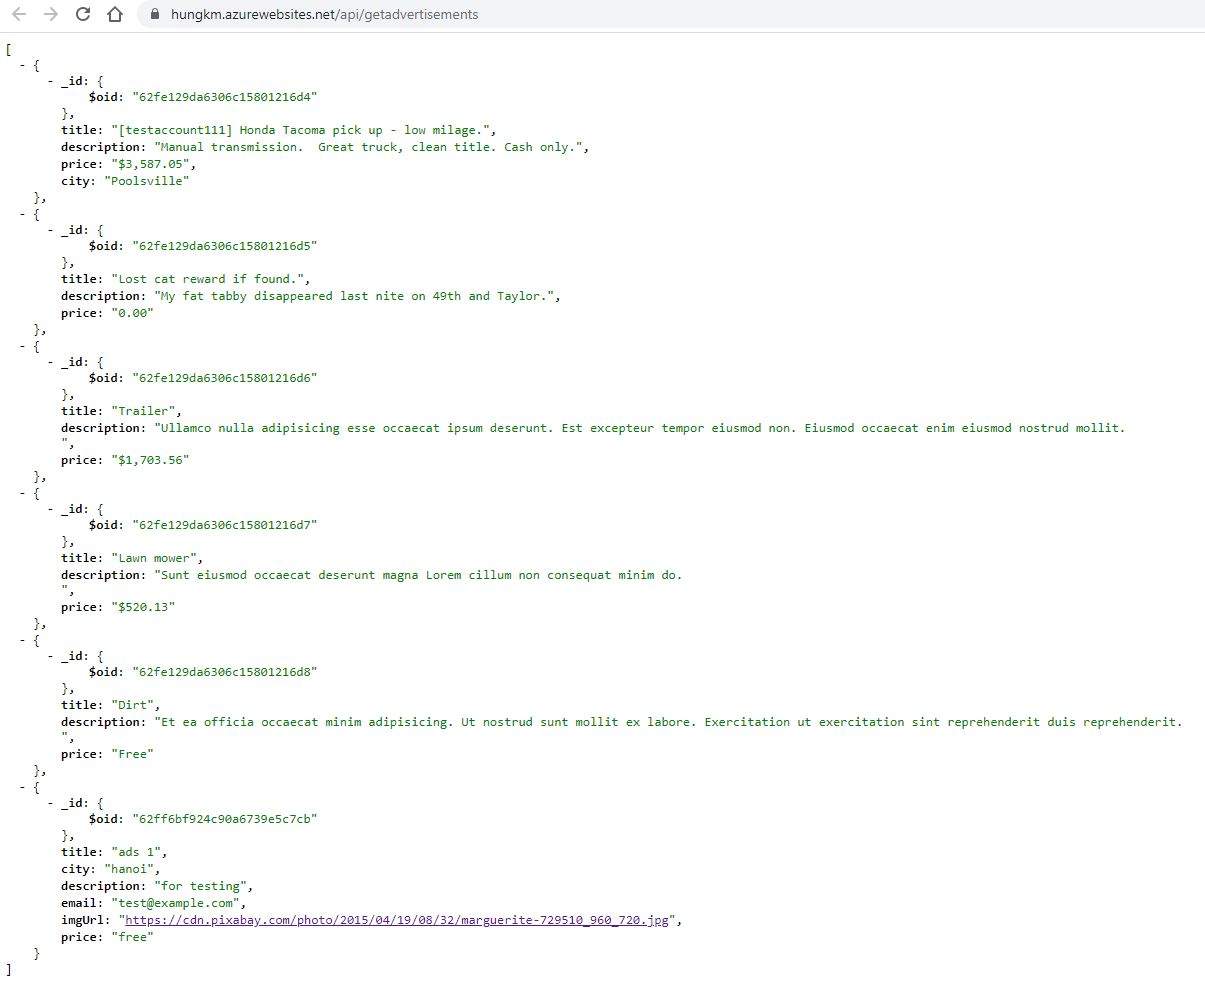 hungkm.azurewebsites.net/api/getadvertisements
[
- {
- _id: {
$oid: "62fe129da6306c15801216d4"
},
title: "[testaccount111] Honda Tacoma pick up - low milage.",
description: "Manual transmission.  Great truck, clean title. Cash only.",
price: "$3,587.05",
city: "Poolsville"
},
- {
- _id: {
$oid: "62fe129da6306c15801216d5"
},
title: "Lost cat reward if found.",
description: "My fat tabby disappeared last nite on 49th and Taylor.",
price: "0.00"
},
- {
- _id: {
$oid: "62fe129da6306c15801216d6"
},
title: "Trailer",
description: "Ullamco nulla adipisicing esse occaecat ipsum deserunt. Est excepteur tempor eiusmod non. Eiusmod occaecat enim eiusmod nostrud mollit.
",
price: "$1,703.56"
},
- {
- _id: {
$oid: "62fe129da6306c15801216d7"
},
title: "Lawn mower",
description: "Sunt eiusmod occaecat deserunt magna Lorem cillum non consequat minim do.
",
price: "$520.13"
},
- {
- _id: {
$oid: "62fe129da6306c15801216d8"
},
title: "Dirt",
description: "Et ea officia occaecat minim adipisicing. Ut nostrud sunt mollit ex labore. Exercitation ut exercitation sint reprehenderit duis reprehenderit.
",
price: "Free"
},
- {
- _id: {
$oid: "62ff6bf924c90a6739e5c7cb"
},
title: "ads 1",
city: "hanoi",
description: "for testing",
email: "test@example.com",
imgUrl: "https://cdn.pixabay.com/photo/2015/04/19/08/32/marguerite-729510_960_720.jpg",
price: "free"
}
]